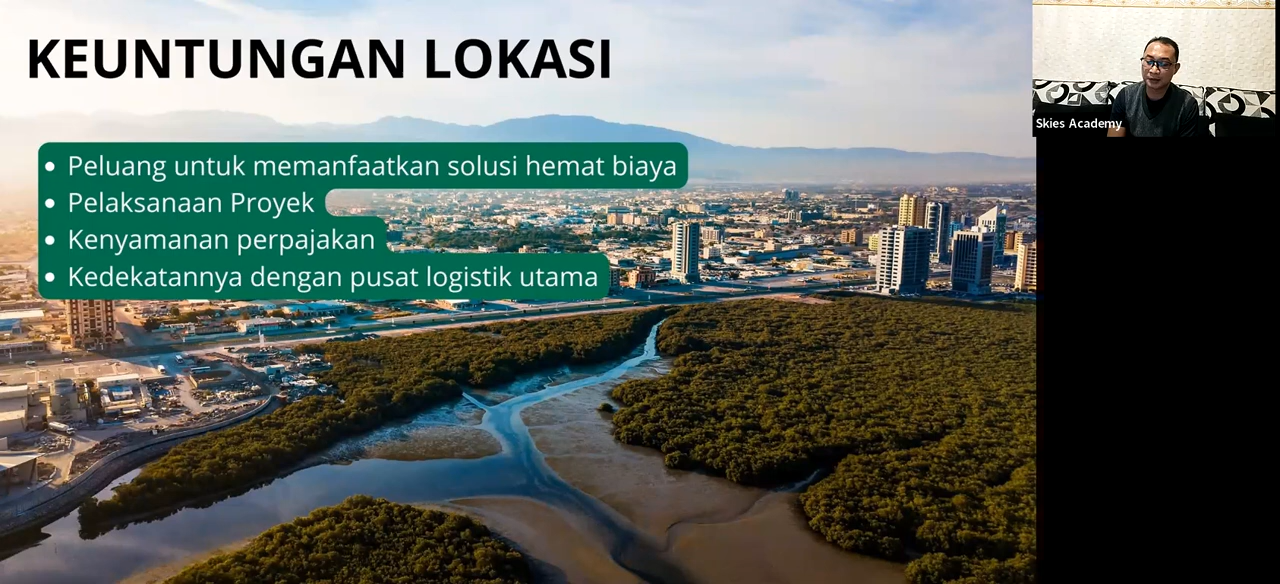 KEUNTUNGAN LOKASI
Peluang untuk memanfaatkan solusi hemat biaya
Pelaksanaan Proyek
Kenyamanan perpajakan
Kedekatannya dengan pusat logistik utama
Skies Academy